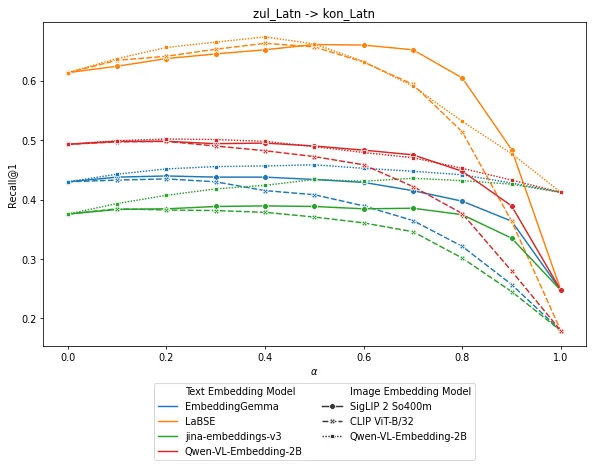 zul_Latn -> kon_Latn
Recall@1
0.6
0.5
0.4
0.3
0.2
0.0 0.2 0.4 0.6 0.8 1.0
α
Text Embedding Model Image Embedding Model
EmbeddingGemma SigLIP 2 So400m
LaBSE CLIP ViT-B/32
jina-embeddings-v3 Qwen-VL-Embedding-2B
Qwen-VL-Embedding-2B